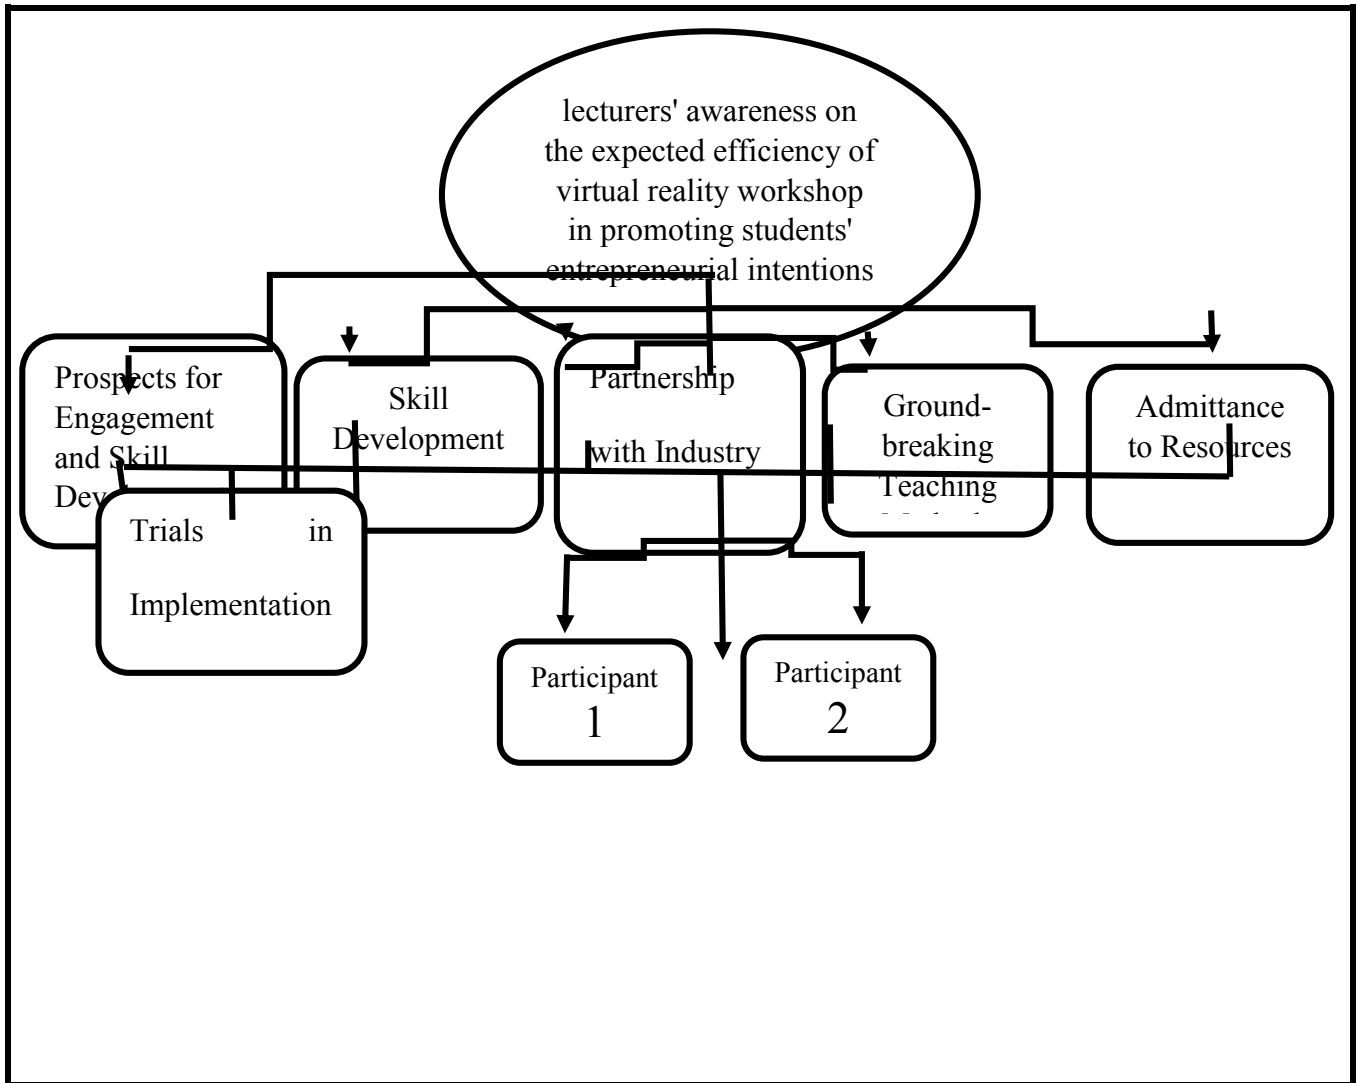 lecturers' awareness on
the expected efficiency of
virtual reality workshop
in promoting students'
entrepreneurial intentions
Prospects for
Engagement
and Skill
Skill
Development
Partnership
with Industry
Ground-
breaking
Teaching
Admittance
to Resources
Trials in
Implementation
Participant
1
Participant
2